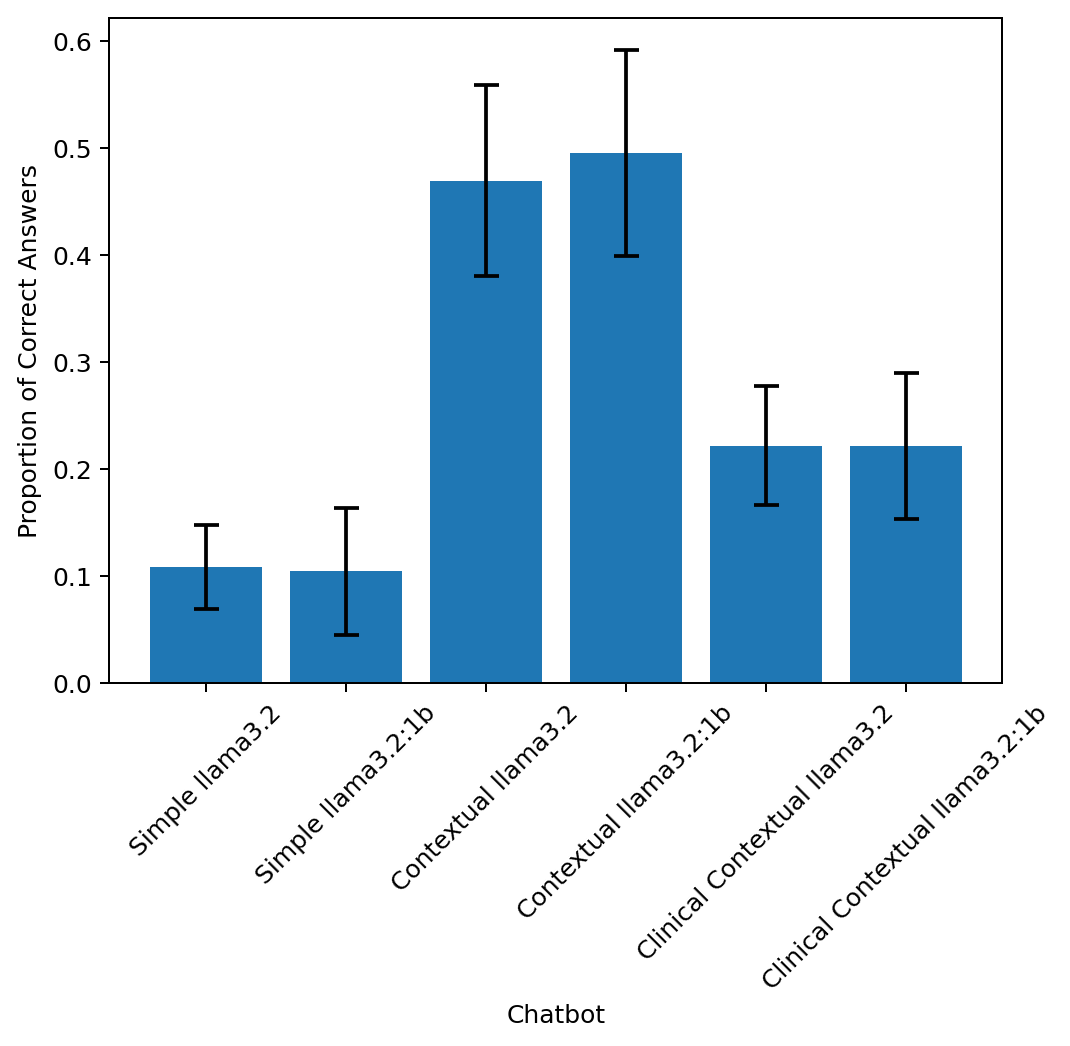 Proportion of Correct Answers
0.6
0.5
0.4
0.3
0.2
0.1
0.0
Simple llama3.2
Simple llama3.2:1b
Contextual llama3.2
Contextual llama3.2:1b
Clinical Contextual llama3.2
Clinical Contextual llama3.2:1b
Chatbot